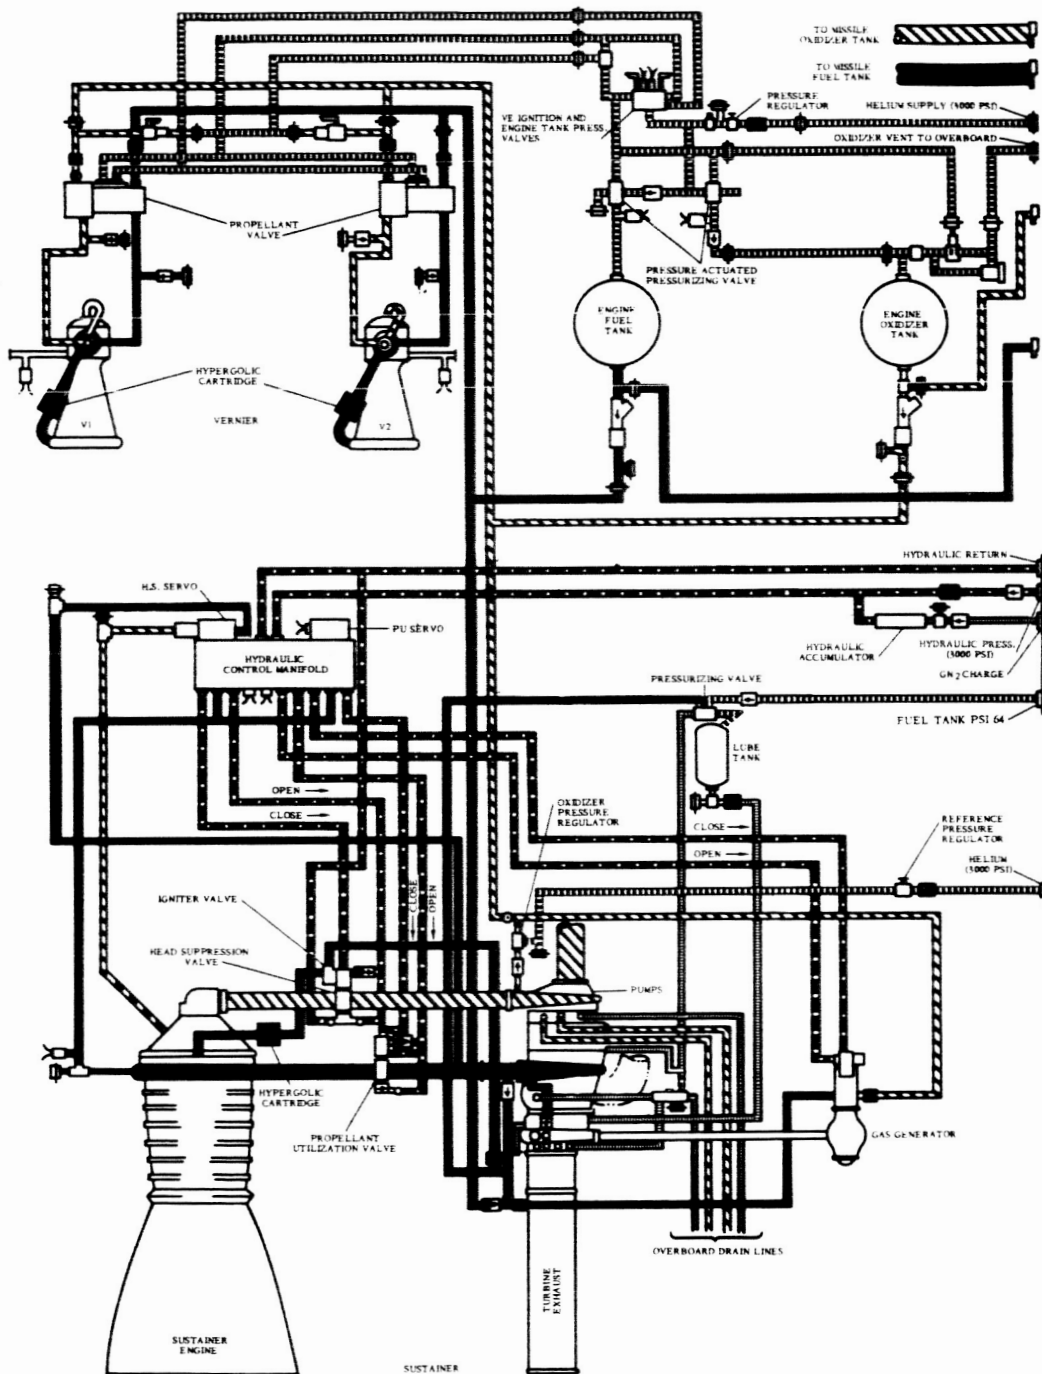 TO MISSILE
OXIDIZER TANK
TO MISSILE
FUEL TANK
PRESSURE
REGULATOR
HELIUM SUPPLY (3000 PSI)
VE IGNITION AND
ENGINE TANK PRESS
VALVES
OXIDIZER VENT TO OVERBOARD
PROPELLANT
VALVE
PRESSURE ACTUATED
PRESSURIZING VALVE
ENGINE
FUEL
TANK
ENGINE
OXIDIZER
TANK
HYPERGOLIC
CARTRIDGE
V1
VERNIER
V2
HYDRAULIC RETURN
H.S. SERVO
PU SERVO
HYDRAULIC
CONTROL MANIFOLD
HYDRAULIC
ACCUMULATOR
HYDRAULIC PRESS.
(3000 PSI)
GN2 CHARGE
PRESSURIZING VALVE
FUEL TANK PSI 64
LUBE
TANK
OPEN
CLOSE
OXIDIZER
PRESSURE
REGULATOR
CLOSE
OPEN
REFERENCE
PRESSURE
REGULATOR
HELIUM
(3000 PSI)
CLOSE
OPEN
IGNITER VALVE
HEAD SUPPRESSION
VALVE
PUMPS
HYPERGOLIC
CARTRIDGE
PROPELLANT
UTILIZATION VALVE
GAS GENERATOR
OVERBOARD DRAIN LINES
TURBINE
EXHAUST
SUSTAINER
ENGINE
SUSTAINER